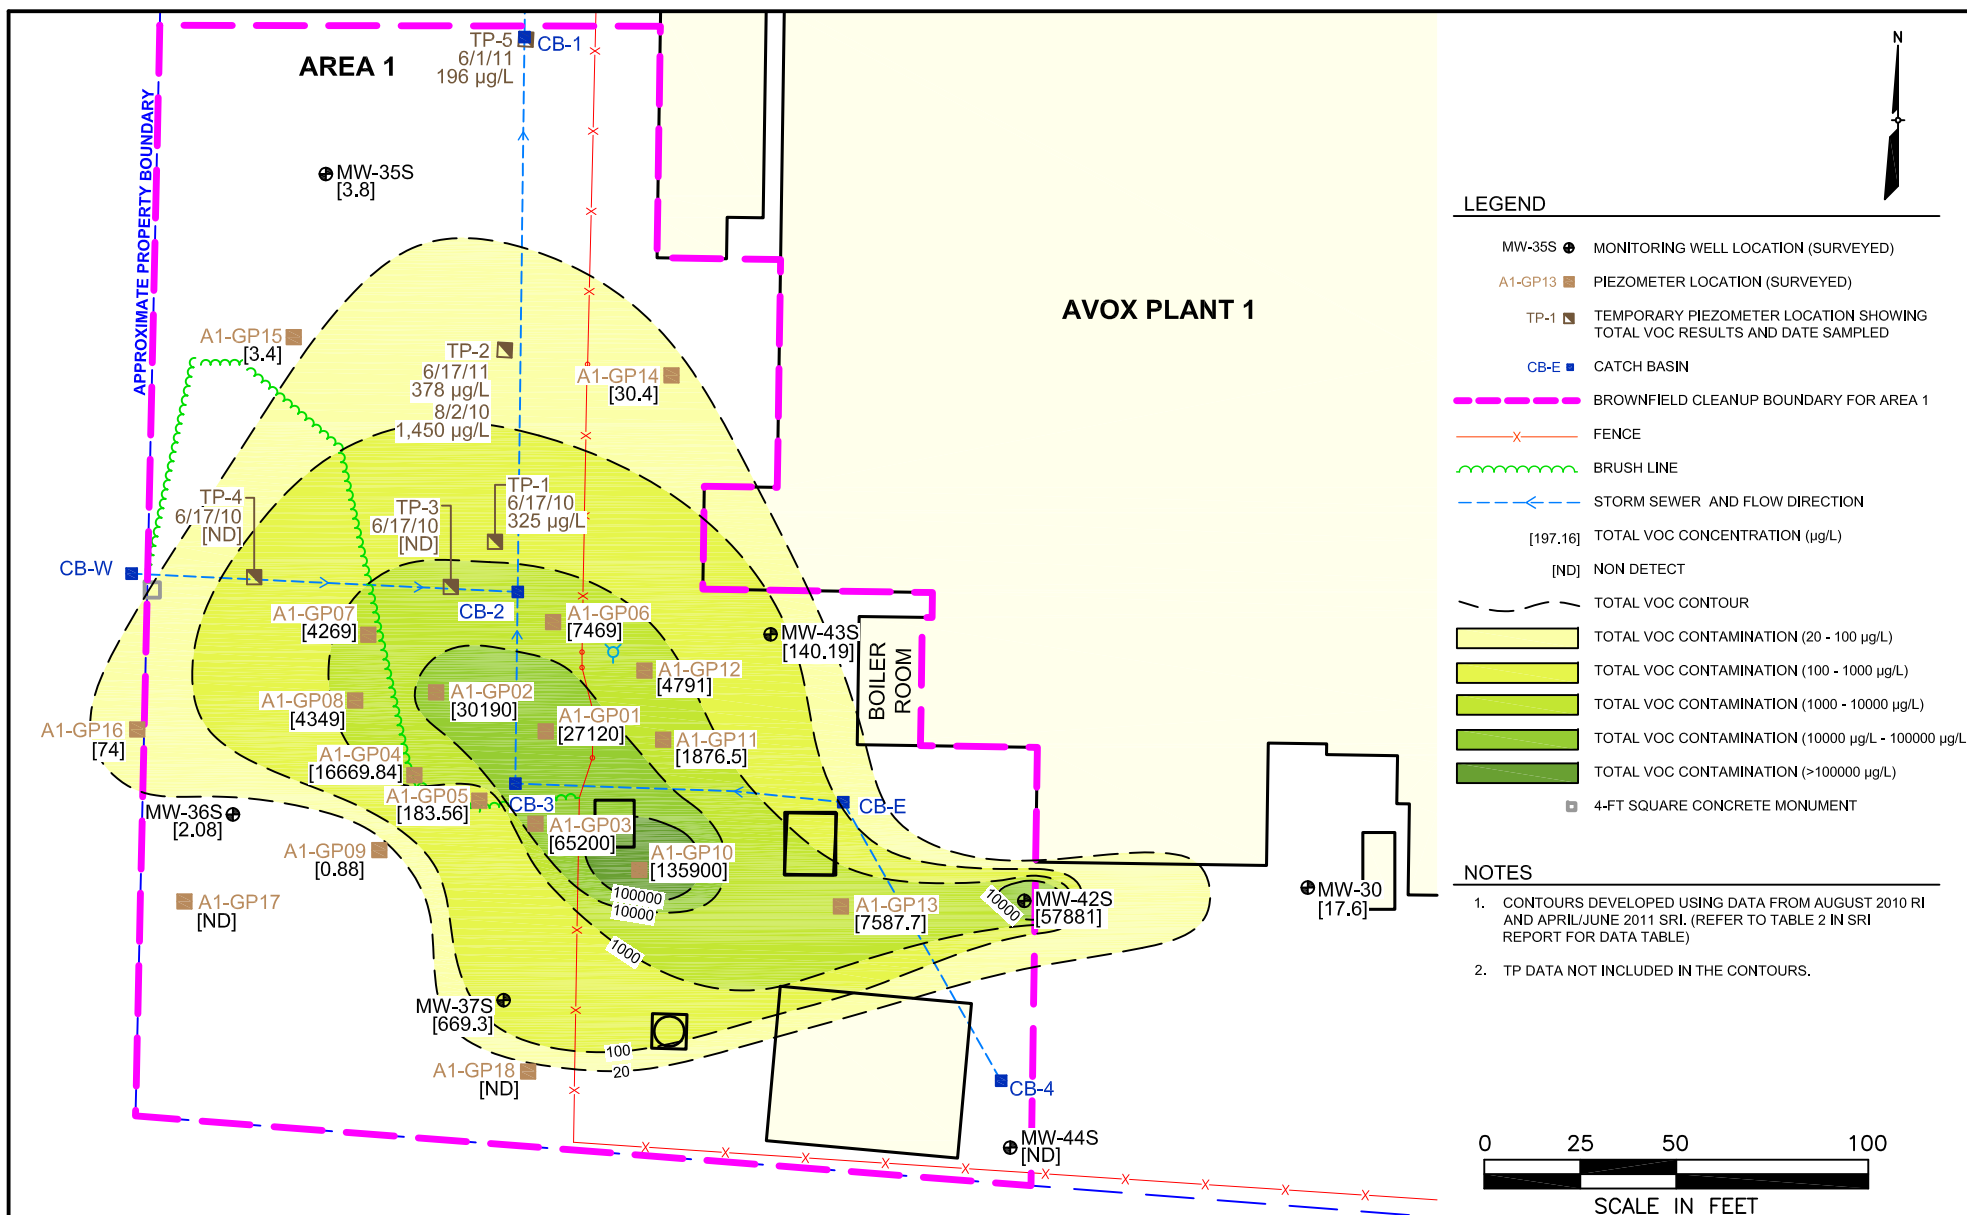 AREA 1
TP-5
6/1/11
196 µg/L
CB-1
APPROXIMATE PROPERTY BOUNDARY
MW-35S
[3.8]
A1-GP15
[3.4]
TP-2
6/17/11
378 µg/L
8/2/10
1,450 µg/L
A1-GP14
[30.4]
AVOX PLANT 1
TP-4
6/17/10
[ND]
TP-3
6/17/10
[ND]
TP-1
6/17/10
325 µg/L
CB-W
CB-2
A1-GP07
[4269]
A1-GP06
[7469]
MW-43S
[140.19]
A1-GP12
[4791]
BOILER
ROOM
A1-GP08
[4349]
A1-GP02
[30190]
A1-GP01
[27120]
A1-GP11
[1876.5]
A1-GP16
[74]
A1-GP04
[16669.84]
A1-GP05
[183.56]
CB-3
CB-E
MW-36S
[2.08]
A1-GP03
[65200]
A1-GP09
[0.88]
A1-GP10
[135900]
A1-GP17
[ND]
100000
10000
1000
A1-GP13
[7587.7]
10000
MW-42S
[57881]
MW-30
[17.6]
MW-37S
[669.3]
100
20
A1-GP18
[ND]
CB-4
MW-44S
[ND]
N
LEGEND
MW-35S MONITORING WELL LOCATION (SURVEYED)
A1-GP13 PIEZOMETER LOCATION (SURVEYED)
TP-1 TEMPORARY PIEZOMETER LOCATION SHOWING
TOTAL VOC RESULTS AND DATE SAMPLED
CB-E CATCH BASIN
BROWNFIELD CLEANUP BOUNDARY FOR AREA 1
FENCE
BRUSH LINE
STORM SEWER AND FLOW DIRECTION
[197.16] TOTAL VOC CONCENTRATION (µg/L)
[ND] NON DETECT
TOTAL VOC CONTOUR
TOTAL VOC CONTAMINATION (20 - 100 µg/L)
TOTAL VOC CONTAMINATION (100 - 1000 µg/L)
TOTAL VOC CONTAMINATION (1000 - 10000 µg/L)
TOTAL VOC CONTAMINATION (10000 µg/L - 100000 µg/L
TOTAL VOC CONTAMINATION (>100000 µg/L)
4-FT SQUARE CONCRETE MONUMENT
NOTES
1. CONTOURS DEVELOPED USING DATA FROM AUGUST 2010 RI
AND APRIL/JUNE 2011 SRI. (REFER TO TABLE 2 IN SRI
REPORT FOR DATA TABLE)
2. TP DATA NOT INCLUDED IN THE CONTOURS.
0 25 50 100
SCALE IN FEET